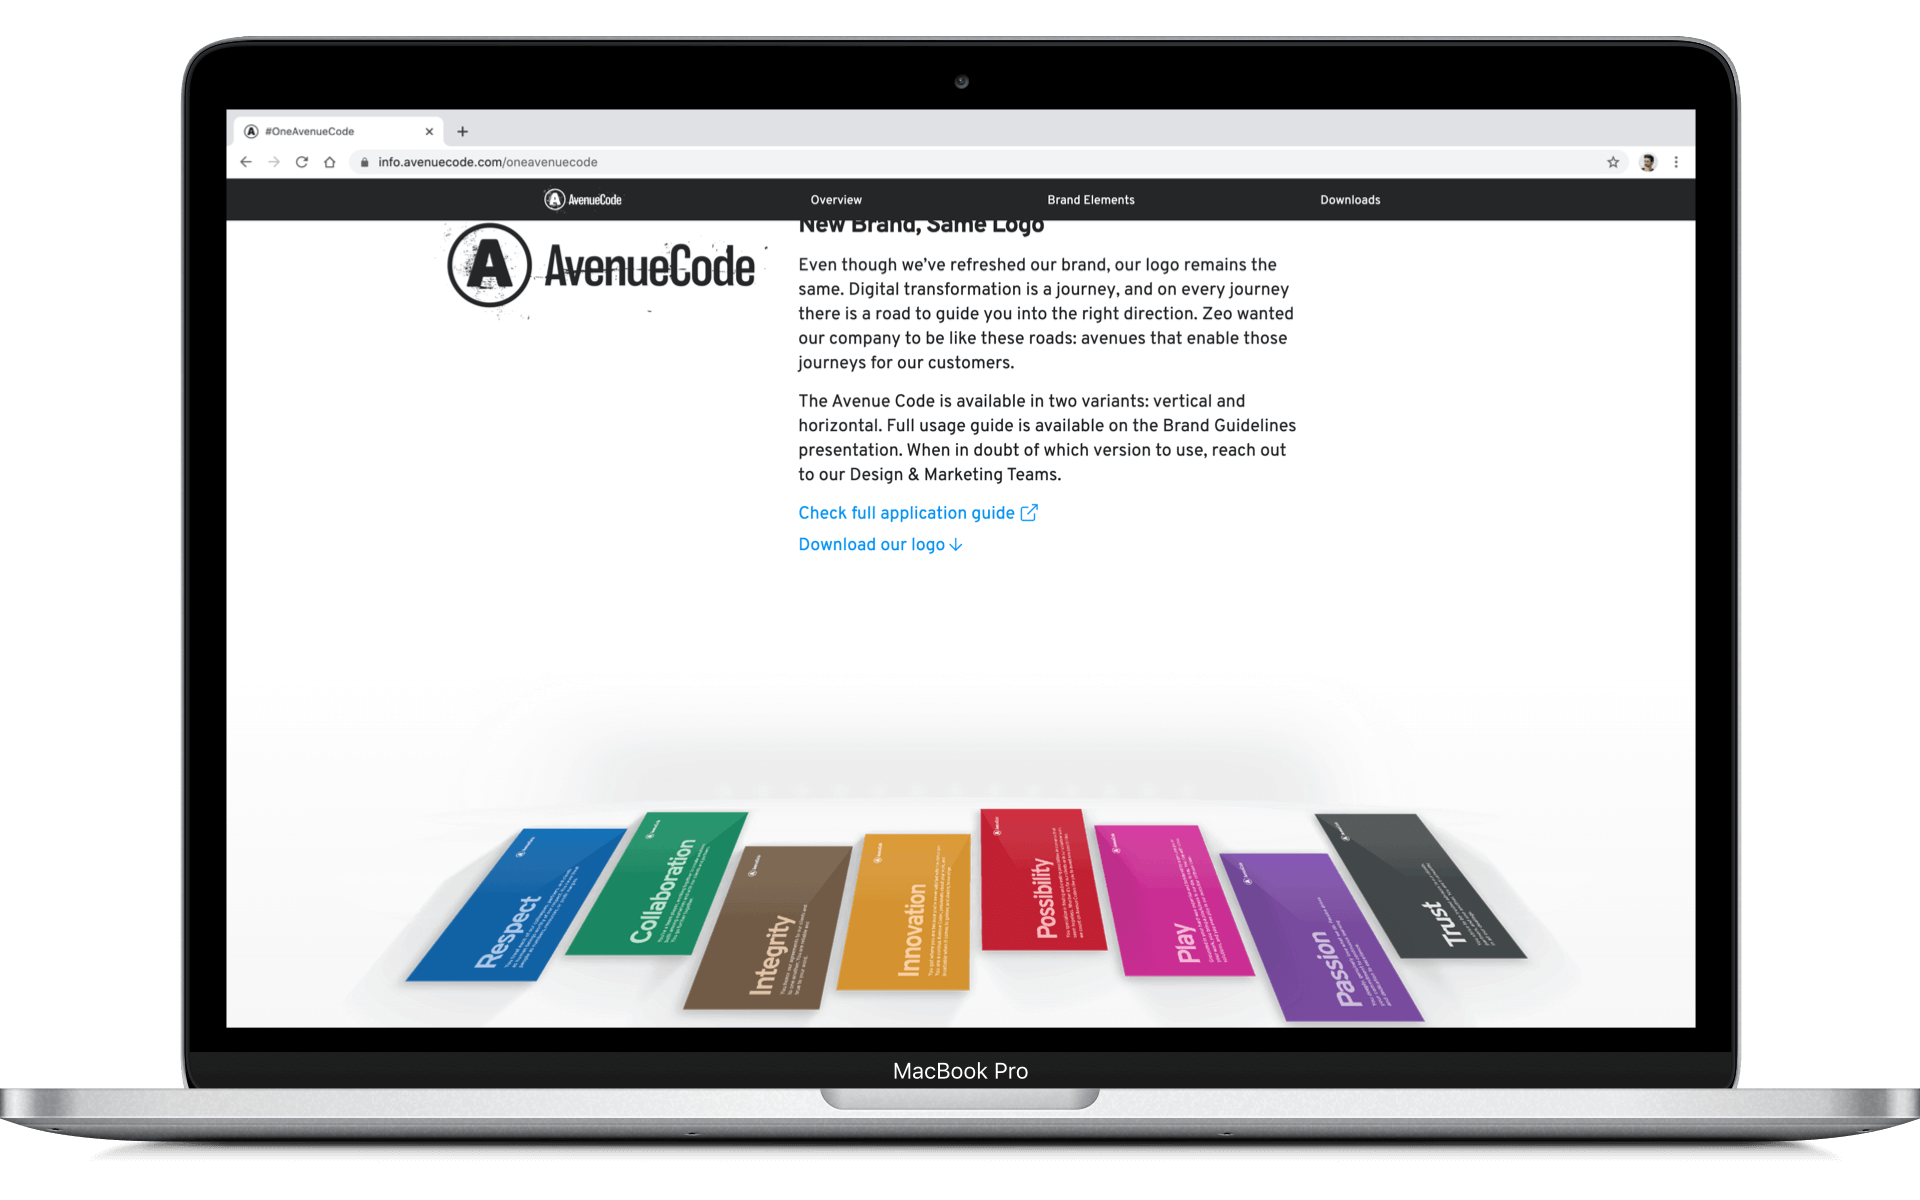 #OneAvenueCode
info.avenuecode.com/oneavenuecode
A AvenueCode
Overview
Brand Elements
Downloads
A AvenueCode
New Brand, Same Logo
Even though we’ve refreshed our brand, our logo remains the
same. Digital transformation is a journey, and on every journey
there is a road to guide you into the right direction. Zeo wanted
our company to be like these roads: avenues that enable those
journeys for our customers.
The Avenue Code is available in two variants: vertical and
horizontal. Full usage guide is available on the Brand Guidelines
presentation. When in doubt of which version to use, reach out
to our Design & Marketing Teams.
Check full application guide
Download our logo
Respect
Collaboration
Integrity
Innovation
Possibility
Play
Passion
Trust
MacBook Pro